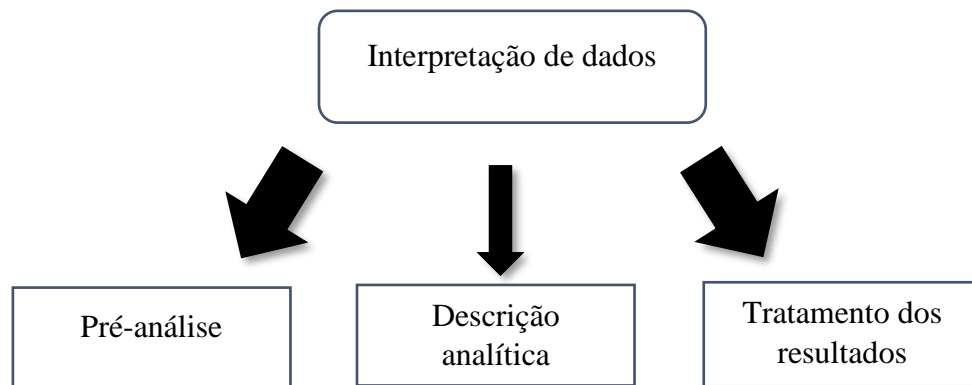 Interpretação de dados
Pré-análise
Descrição
analítica
Tratamento dos
resultados